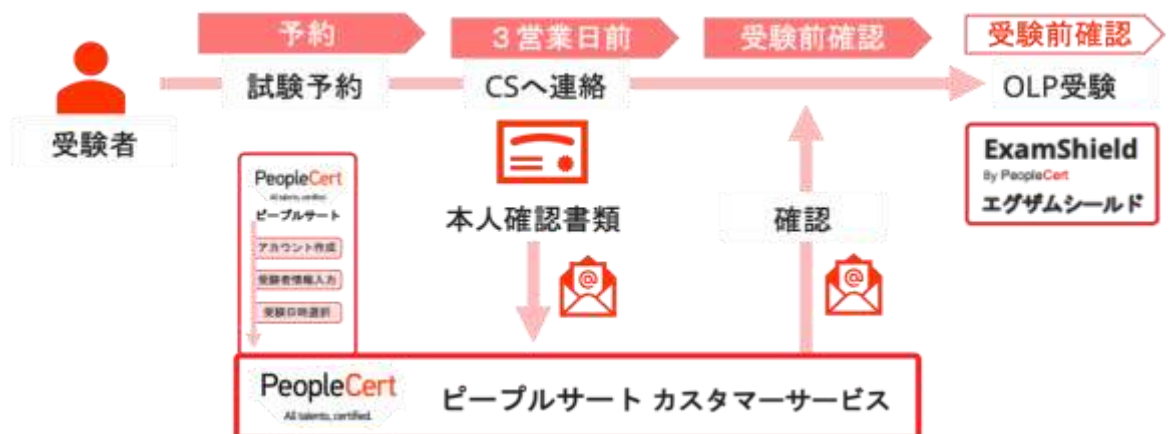 予約
3営業日前
受験前確認
受験前確認
受験者
試験予約
CSへ連絡
OLP受験
PeopleCert
All talents, certified.
ピープルサート
アカウント作成
受験者情報入力
受験日時選択
本人確認書類
@
確認
@
ExamShield
By PeopleCert
エグザムシールド
PeopleCert
All talents, certified.
ピープルサート カスタマーサービス